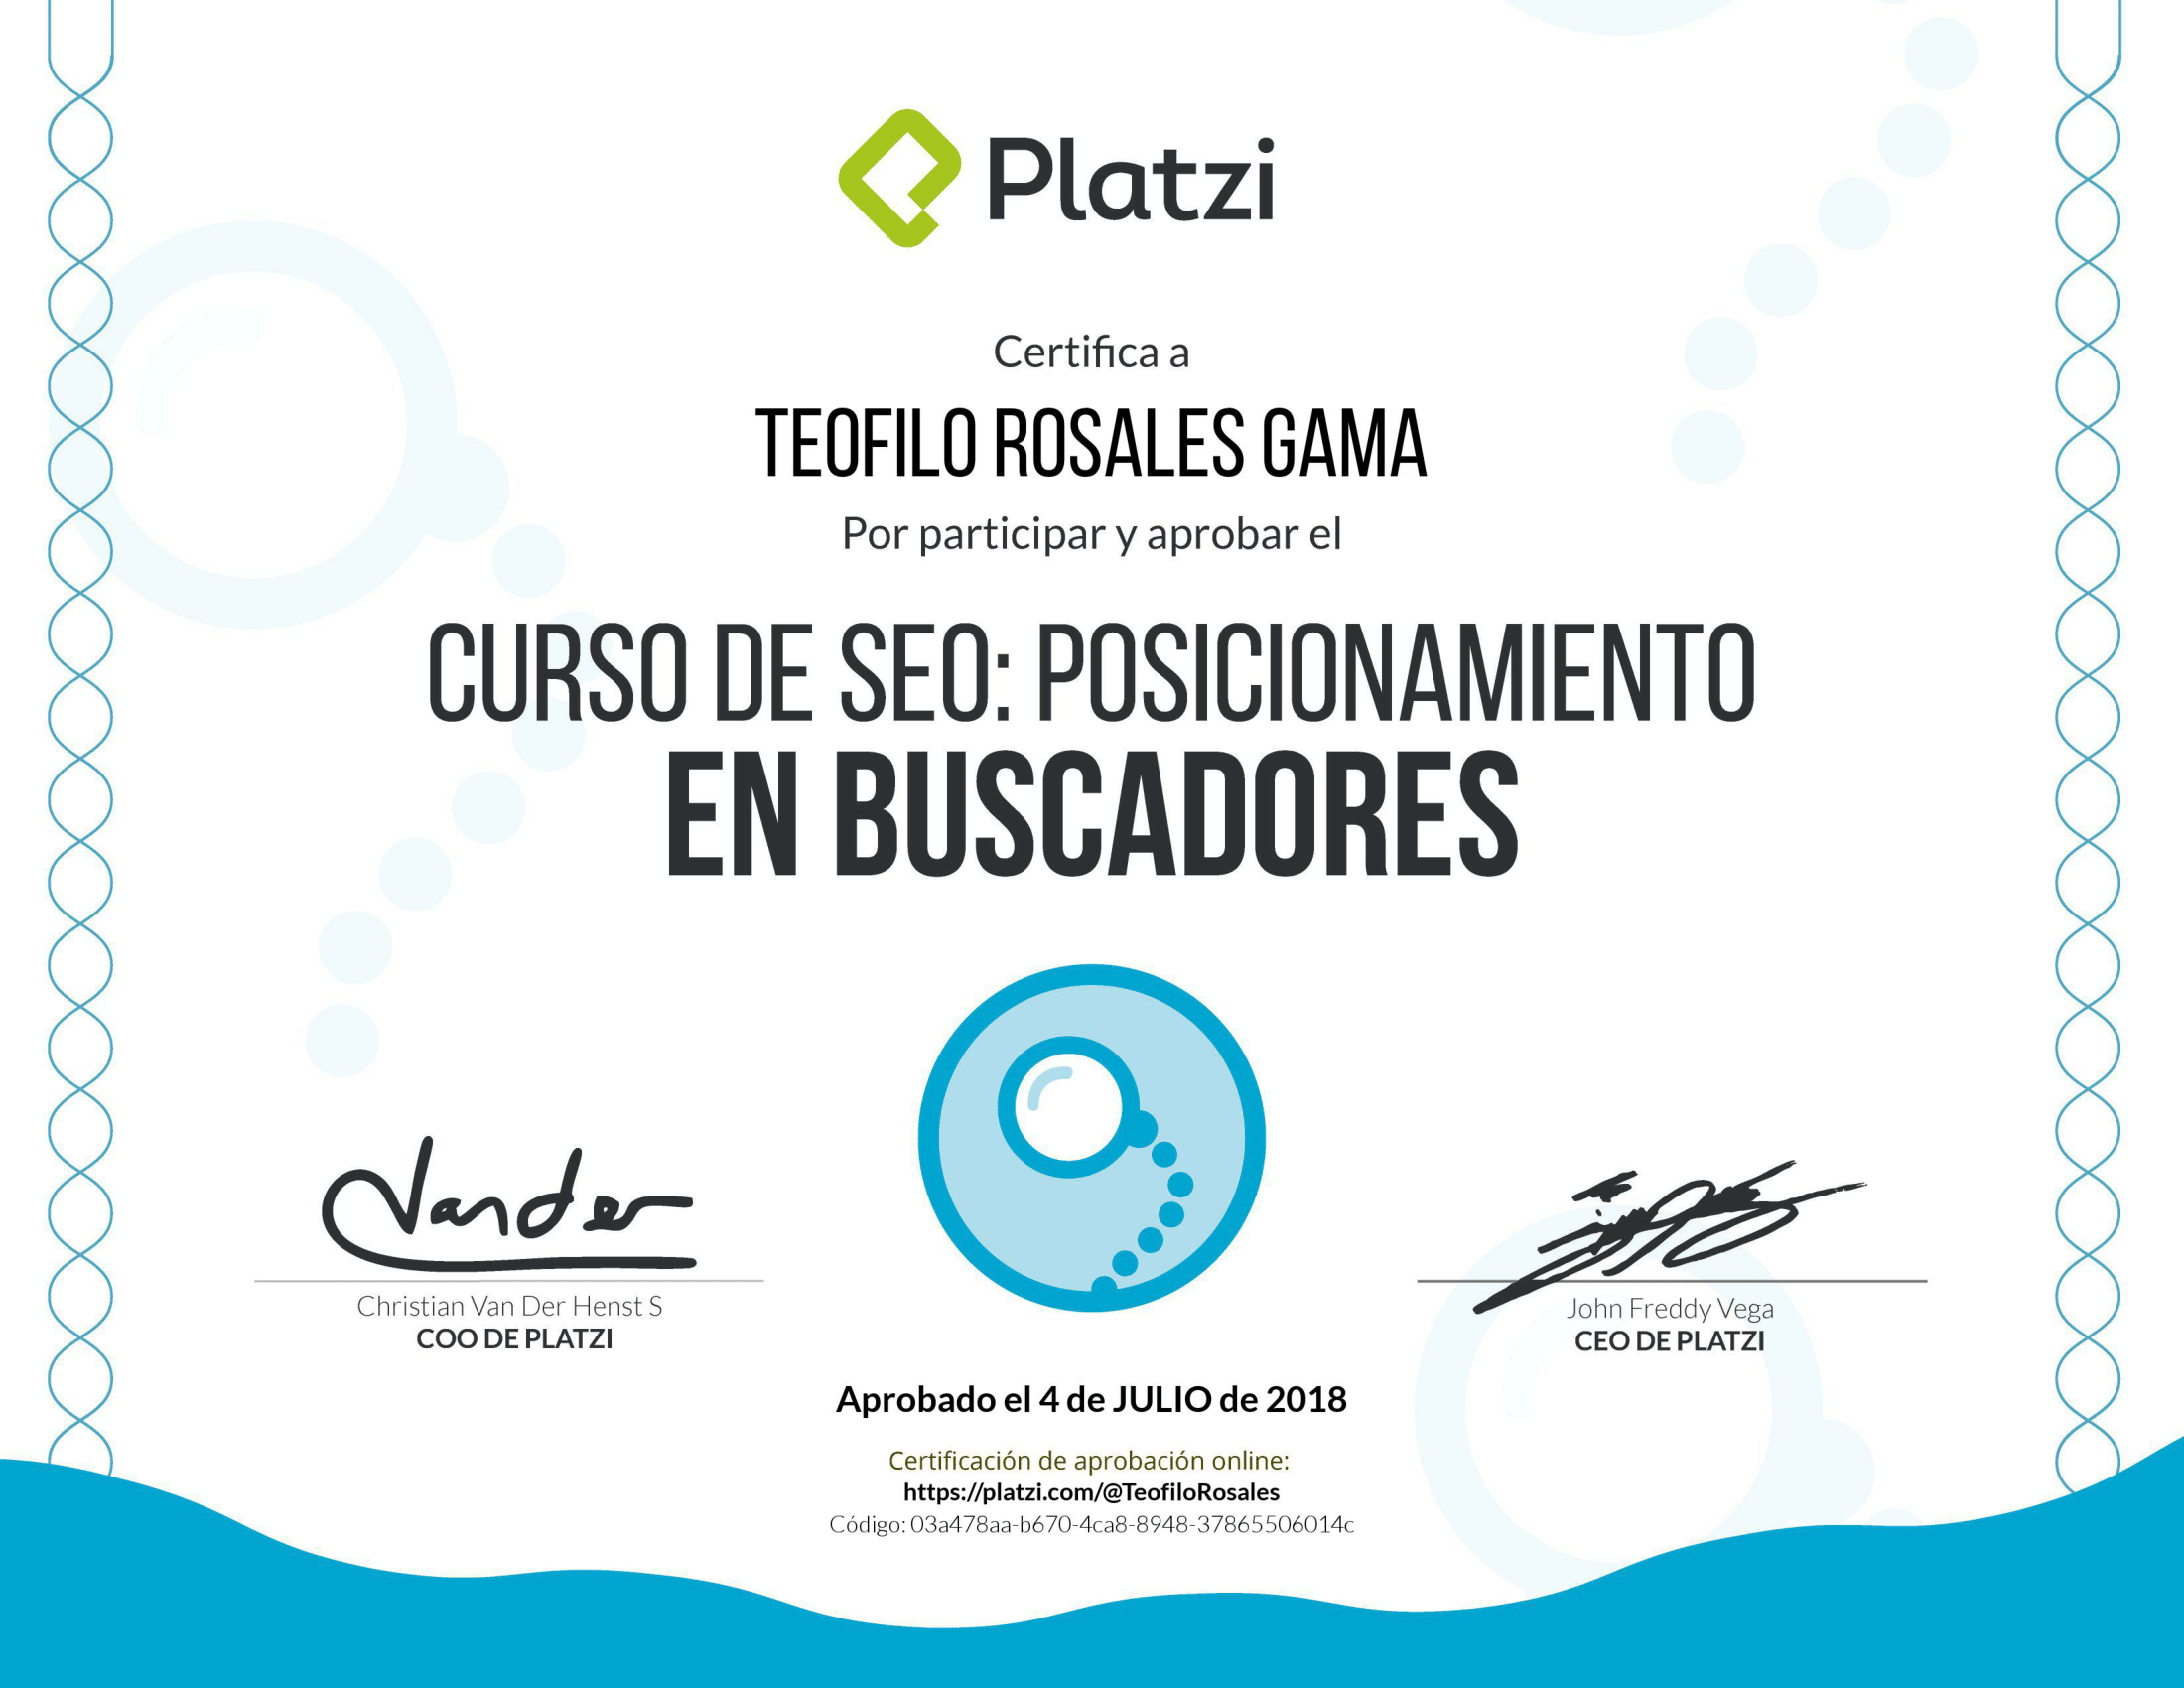 Platzi
Certifica a
TEOFILO ROSALES GAMA
Por participar y aprobar el
CURSO DE SEO: POSICIONAMIENTO
EN BUSCADORES
Vander
Christian Van Der Henst S
COO DE PLATZI
John Freddy Vega
CEO DE PLATZI
Aprobado el 4 de JULIO de 2018
Certificación de aprobación online:
https://platzi.com/@TeofiloRosales
Código: 03a478aa-b670-4ca8-8948-37865506014c